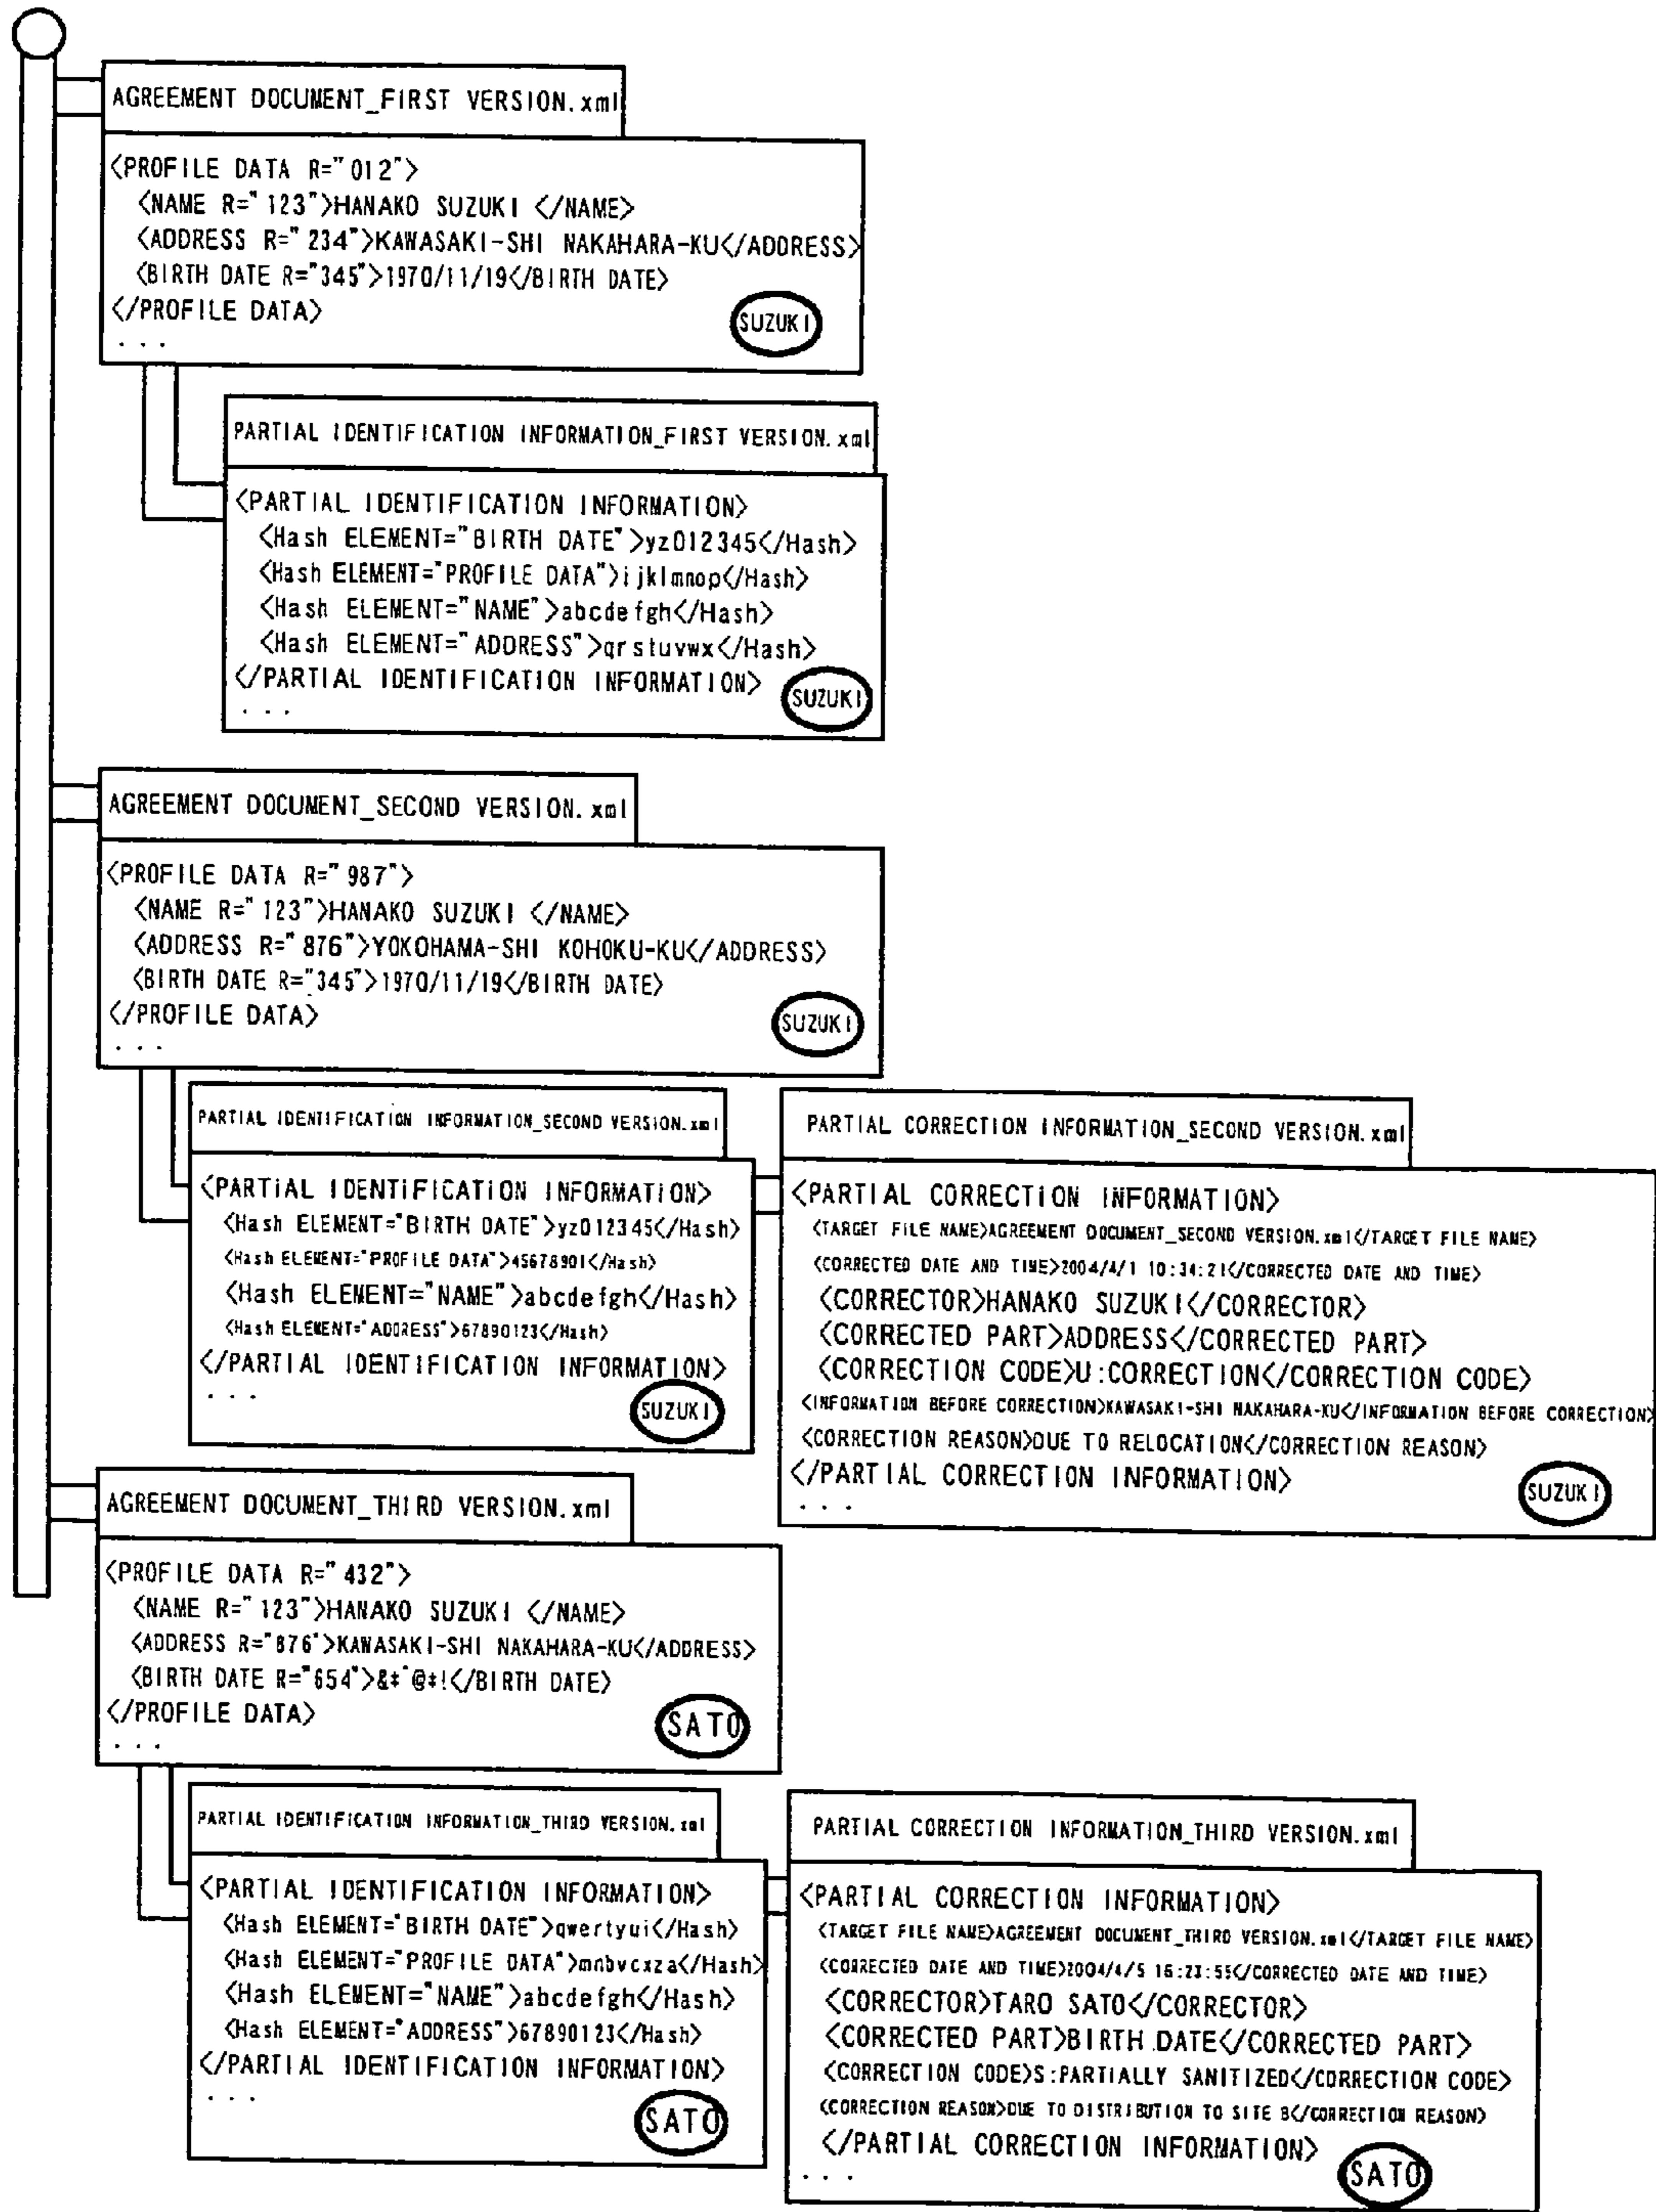 AGREEMENT DOCUMENT_FIRST VERSION.xml
<PROFILE DATA R="012">
<NAME R="123">HANAKO SUZUKI </NAME>
<ADDRESS R="234">KAWASAKI-SHI NAKAHARA-KU</ADDRESS>
<BIRTH DATE R="345">1970/11/19</BIRTH DATE>
</PROFILE DATA>
SUZUKI
...
PARTIAL IDENTIFICATION INFORMATION_FIRST VERSION.xml
<PARTIAL IDENTIFICATION INFORMATION>
<Hash ELEMENT="BIRTH DATE">yz012345</Hash>
<Hash ELEMENT="PROFILE DATA">ijklmnop</Hash>
<Hash ELEMENT="NAME">abcdefgh</Hash>
<Hash ELEMENT="ADDRESS">qrstuvwx</Hash>
</PARTIAL IDENTIFICATION INFORMATION>
SUZUKI
...
AGREEMENT DOCUMENT_SECOND VERSION.xml
<PROFILE DATA R="987">
<NAME R="123">HANAKO SUZUKI </NAME>
<ADDRESS R="876">YOKOHAMA-SHI KOHOKU-KU</ADDRESS>
<BIRTH DATE R="345">1970/11/19</BIRTH DATE>
</PROFILE DATA>
SUZUKI
...
PARTIAL IDENTIFICATION INFORMATION_SECOND VERSION.xml
<PARTIAL IDENTIFICATION INFORMATION>
<Hash ELEMENT="BIRTH DATE">yz012345</Hash>
<Hash ELEMENT="PROFILE DATA">45678901</Hash>
<Hash ELEMENT="NAME">abcdefgh</Hash>
<Hash ELEMENT="ADDRESS">67890123</Hash>
</PARTIAL IDENTIFICATION INFORMATION>
...
SUZUKI
PARTIAL CORRECTION INFORMATION_SECOND VERSION.xml
<PARTIAL CORRECTION INFORMATION>
<TARGET FILE NAME>AGREEMENT DOCUMENT_SECOND VERSION.xml</TARGET FILE NAME>
<CORRECTED DATE AND TIME>2004/4/1 10:34:21</CORRECTED DATE AND TIME>
<CORRECTOR>HANAKO SUZUKI</CORRECTOR>
<CORRECTED PART>ADDRESS</CORRECTED PART>
<CORRECTION CODE>U:CORRECTION</CORRECTION CODE>
<INFORMATION BEFORE CORRECTION>KAWASAKI-SHI NAKAHARA-KU</INFORMATION BEFORE CORRECTION>
<CORRECTION REASON>DUE TO RELOCATION</CORRECTION REASON>
</PARTIAL CORRECTION INFORMATION>
SUZUKI
...
AGREEMENT DOCUMENT_THIRD VERSION.xml
<PROFILE DATA R="432">
<NAME R="123">HANAKO SUZUKI </NAME>
<ADDRESS R="876">KAWASAKI-SHI NAKAHARA-KU</ADDRESS>
<BIRTH DATE R="654"></BIRTH DATE>
</PROFILE DATA>
SATO
...
PARTIAL IDENTIFICATION INFORMATION_THIRD VERSION.xml
<PARTIAL IDENTIFICATION INFORMATION>
<Hash ELEMENT="BIRTH DATE">qwertyui</Hash>
<Hash ELEMENT="PROFILE DATA">mnbvcxza</Hash>
<Hash ELEMENT="NAME">abcdefgh</Hash>
<Hash ELEMENT="ADDRESS">67890123</Hash>
</PARTIAL IDENTIFICATION INFORMATION>
...
SATO
PARTIAL CORRECTION INFORMATION_THIRD VERSION.xml
<PARTIAL CORRECTION INFORMATION>
<TARGET FILE NAME>AGREEMENT DOCUMENT_THIRD VERSION.xml</TARGET FILE NAME>
<CORRECTED DATE AND TIME>2004/4/5 16:23:55</CORRECTED DATE AND TIME>
<CORRECTOR>TARO SATO</CORRECTOR>
<CORRECTED PART>BIRTH DATE</CORRECTED PART>
<CORRECTION CODE>S:PARTIALLY SANITIZED</CORRECTION CODE>
<CORRECTION REASON>DUE TO DISTRIBUTION TO SITE B</CORRECTION REASON>
</PARTIAL CORRECTION INFORMATION>
SATO
...